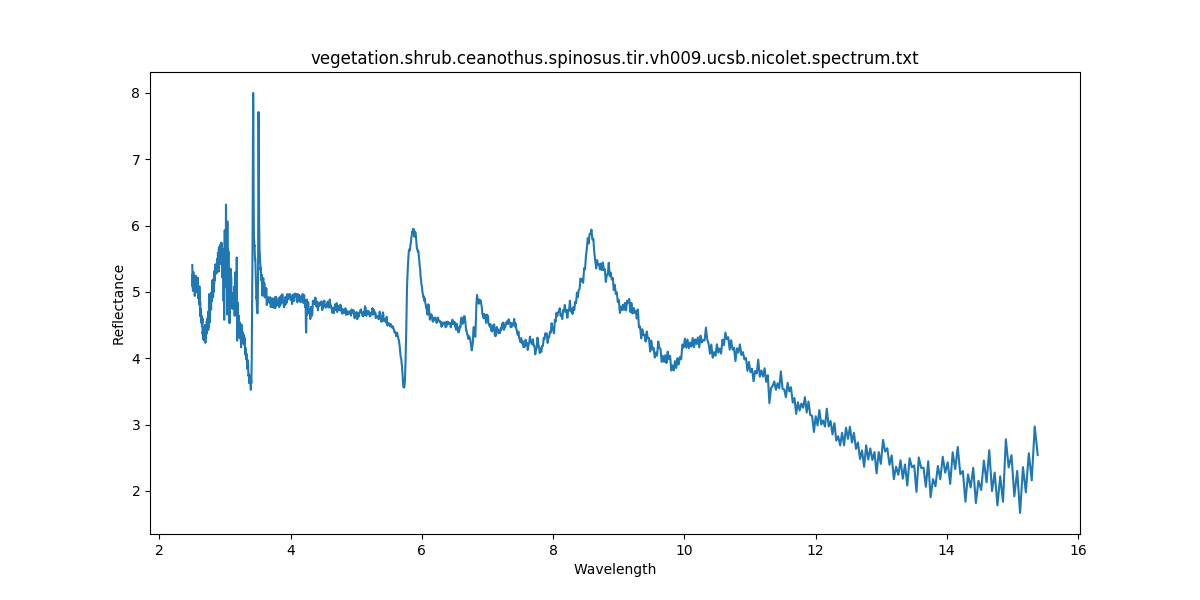 vegetation.shrub.ceanothus.spinosus.tir.vh009.ucsb.nicolet.spectrum.txt
8
7
6
5
4
3
2
Reflectance
2 4 6 8 10 12 14 16
Wavelength